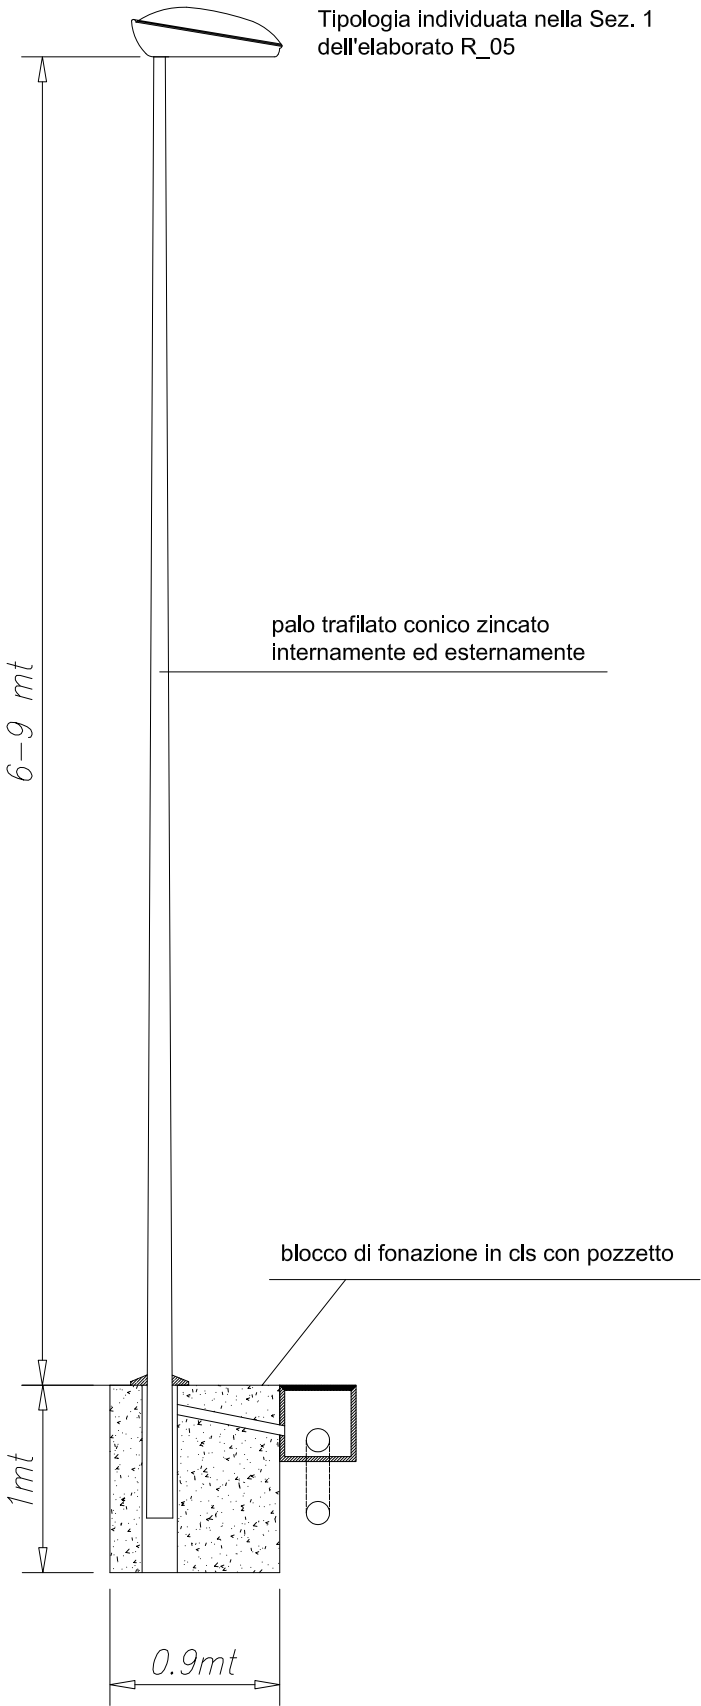 Tipologia individuata nella Sez. 1
dell'elaborato R_05
palo trafilato conico zincato
internamente ed esternamente
6-9 mt
blocco di fonazione in cls con pozzetto
1mt
0.9mt